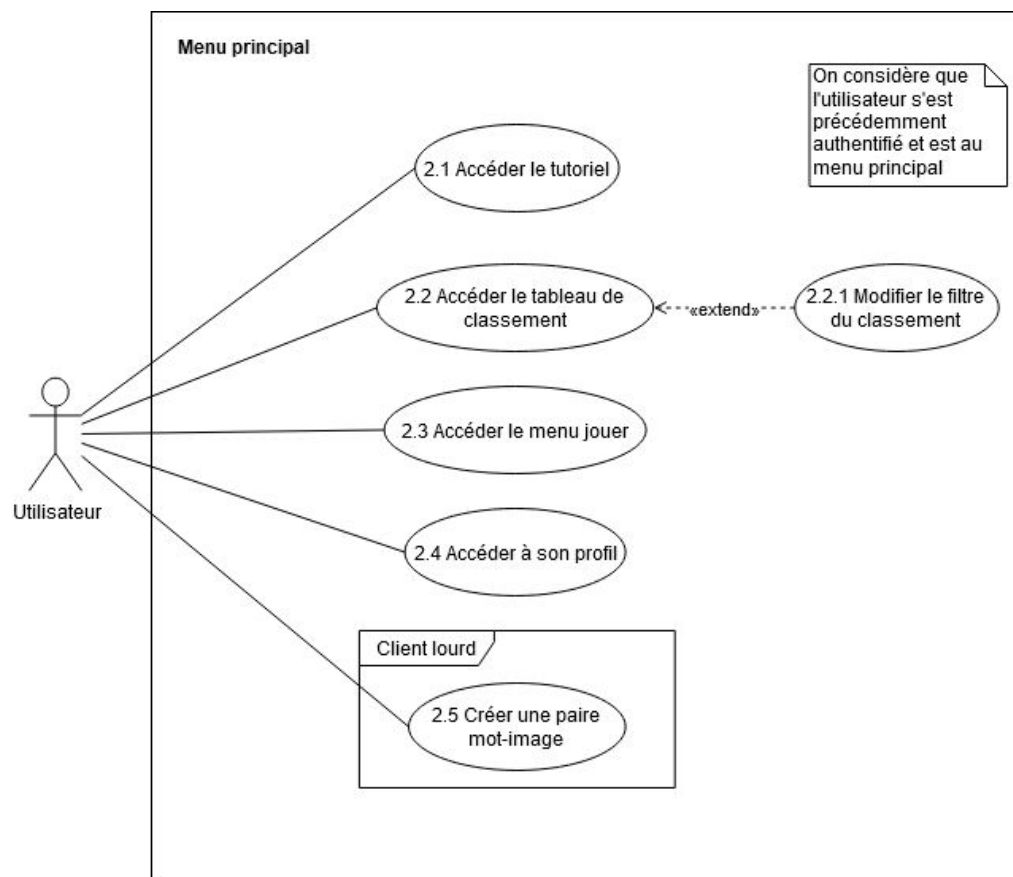 Menu principal
On considère que
l'utilisateur s'est
précédemment
authentifié et est au
menu principal
2.1 Accéder le tutoriel
2.2 Accéder le tableau de
classement
«extend»
2.2.1 Modifier le filtre
du classement
2.3 Accéder le menu jouer
Utilisateur
2.4 Accéder à son profil
Client lourd
2.5 Créer une paire
mot-image